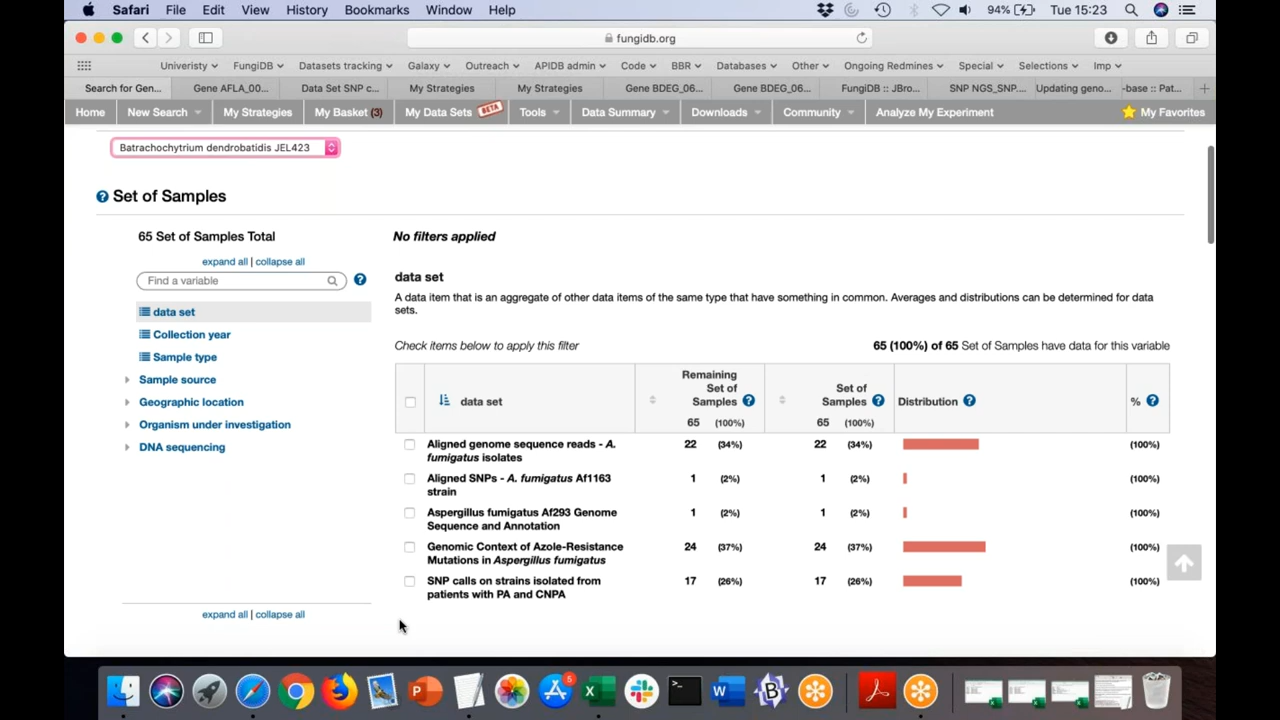 Safari File Edit View History Bookmarks Window Help 94% Tue 15:23
fungidb.org
Univeristy FungiDB Datasets tracking Galaxy Outreach APIDB admin Code BBR Databases Other Ongoing Redmines Special Selections Imp
Search for Gen... Gene AFLA_00... Data Set SNP c... My Strategies My Strategies Gene BDEG_06... Gene BDEG_06... FungiDB :: JBro... SNP NGS_SNP.... Updating geno... -base :: Pat...
Home New Search My Strategies My Basket (3) My Data Sets BETA Tools Data Summary Downloads Community Analyze My Experiment My Favorites
Batrachochytrium dendrobatidis JEL423
? Set of Samples
65 Set of Samples Total No filters applied
expand all | collapse all
Find a variable ?
data set
A data item that is an aggregate of other data items of the same type that have something in common. Averages and distributions can be determined for data
sets.
data set
Collection year
Sample type
Sample source
Geographic location
Organism under investigation
DNA sequencing
expand all | collapse all
Check items below to apply this filter 65 (100%) of 65 Set of Samples have data for this variable
data set
Remaining
Set of
Samples ?
65 (100%)
Set of
Samples ?
65 (100%)
Distribution ? % ?
Aligned genome sequence reads - A.
fumigatus isolates
22 (34%) 22 (34%) (100%)
Aligned SNPs - A. fumigatus Af1163
strain
1 (2%) 1 (2%) (100%)
Aspergillus fumigatus Af293 Genome
Sequence and Annotation
1 (2%) 1 (2%) (100%)
Genomic Context of Azole-Resistance
Mutations in Aspergillus fumigatus
24 (37%) 24 (37%) (100%)
SNP calls on strains isolated from
patients with PA and CNPA
17 (26%) 17 (26%) (100%)
5